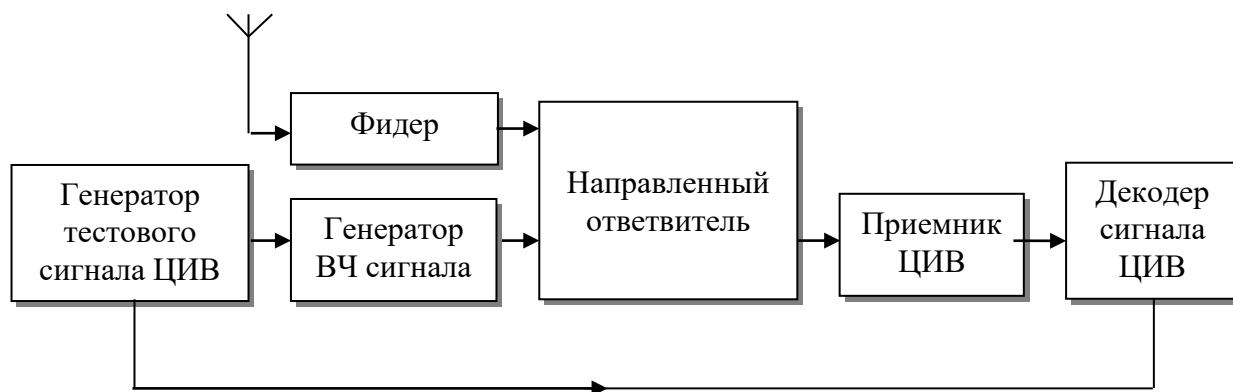 Фидер
Генератор
тестового
сигнала ЦИВ
Генератор
ВЧ сигнала
Направленный
ответвитель
Приемник
ЦИВ
Декодер
сигнала
ЦИВ